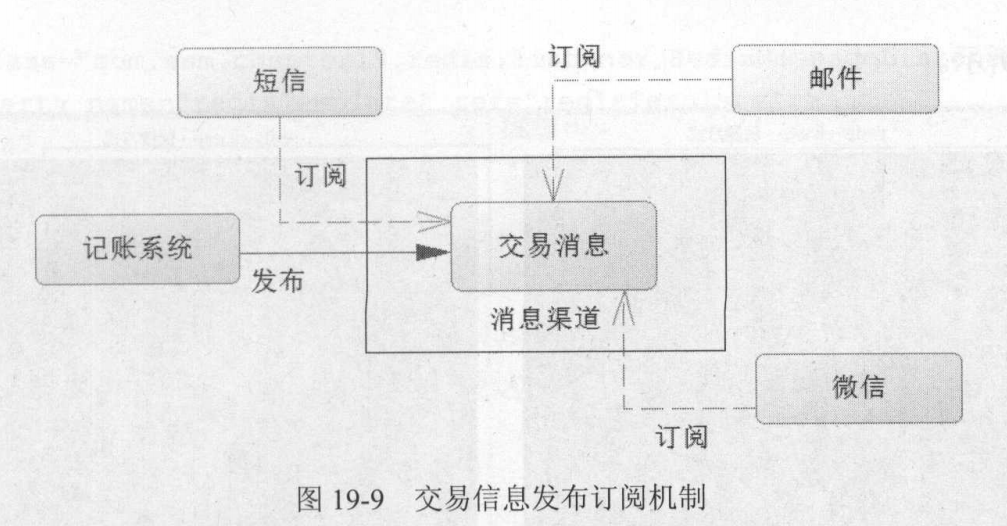 订阅
短信
邮件
订阅
记账系统
交易消息
发布
消息渠道
微信
订阅
图 19-9 交易信息发布订阅机制